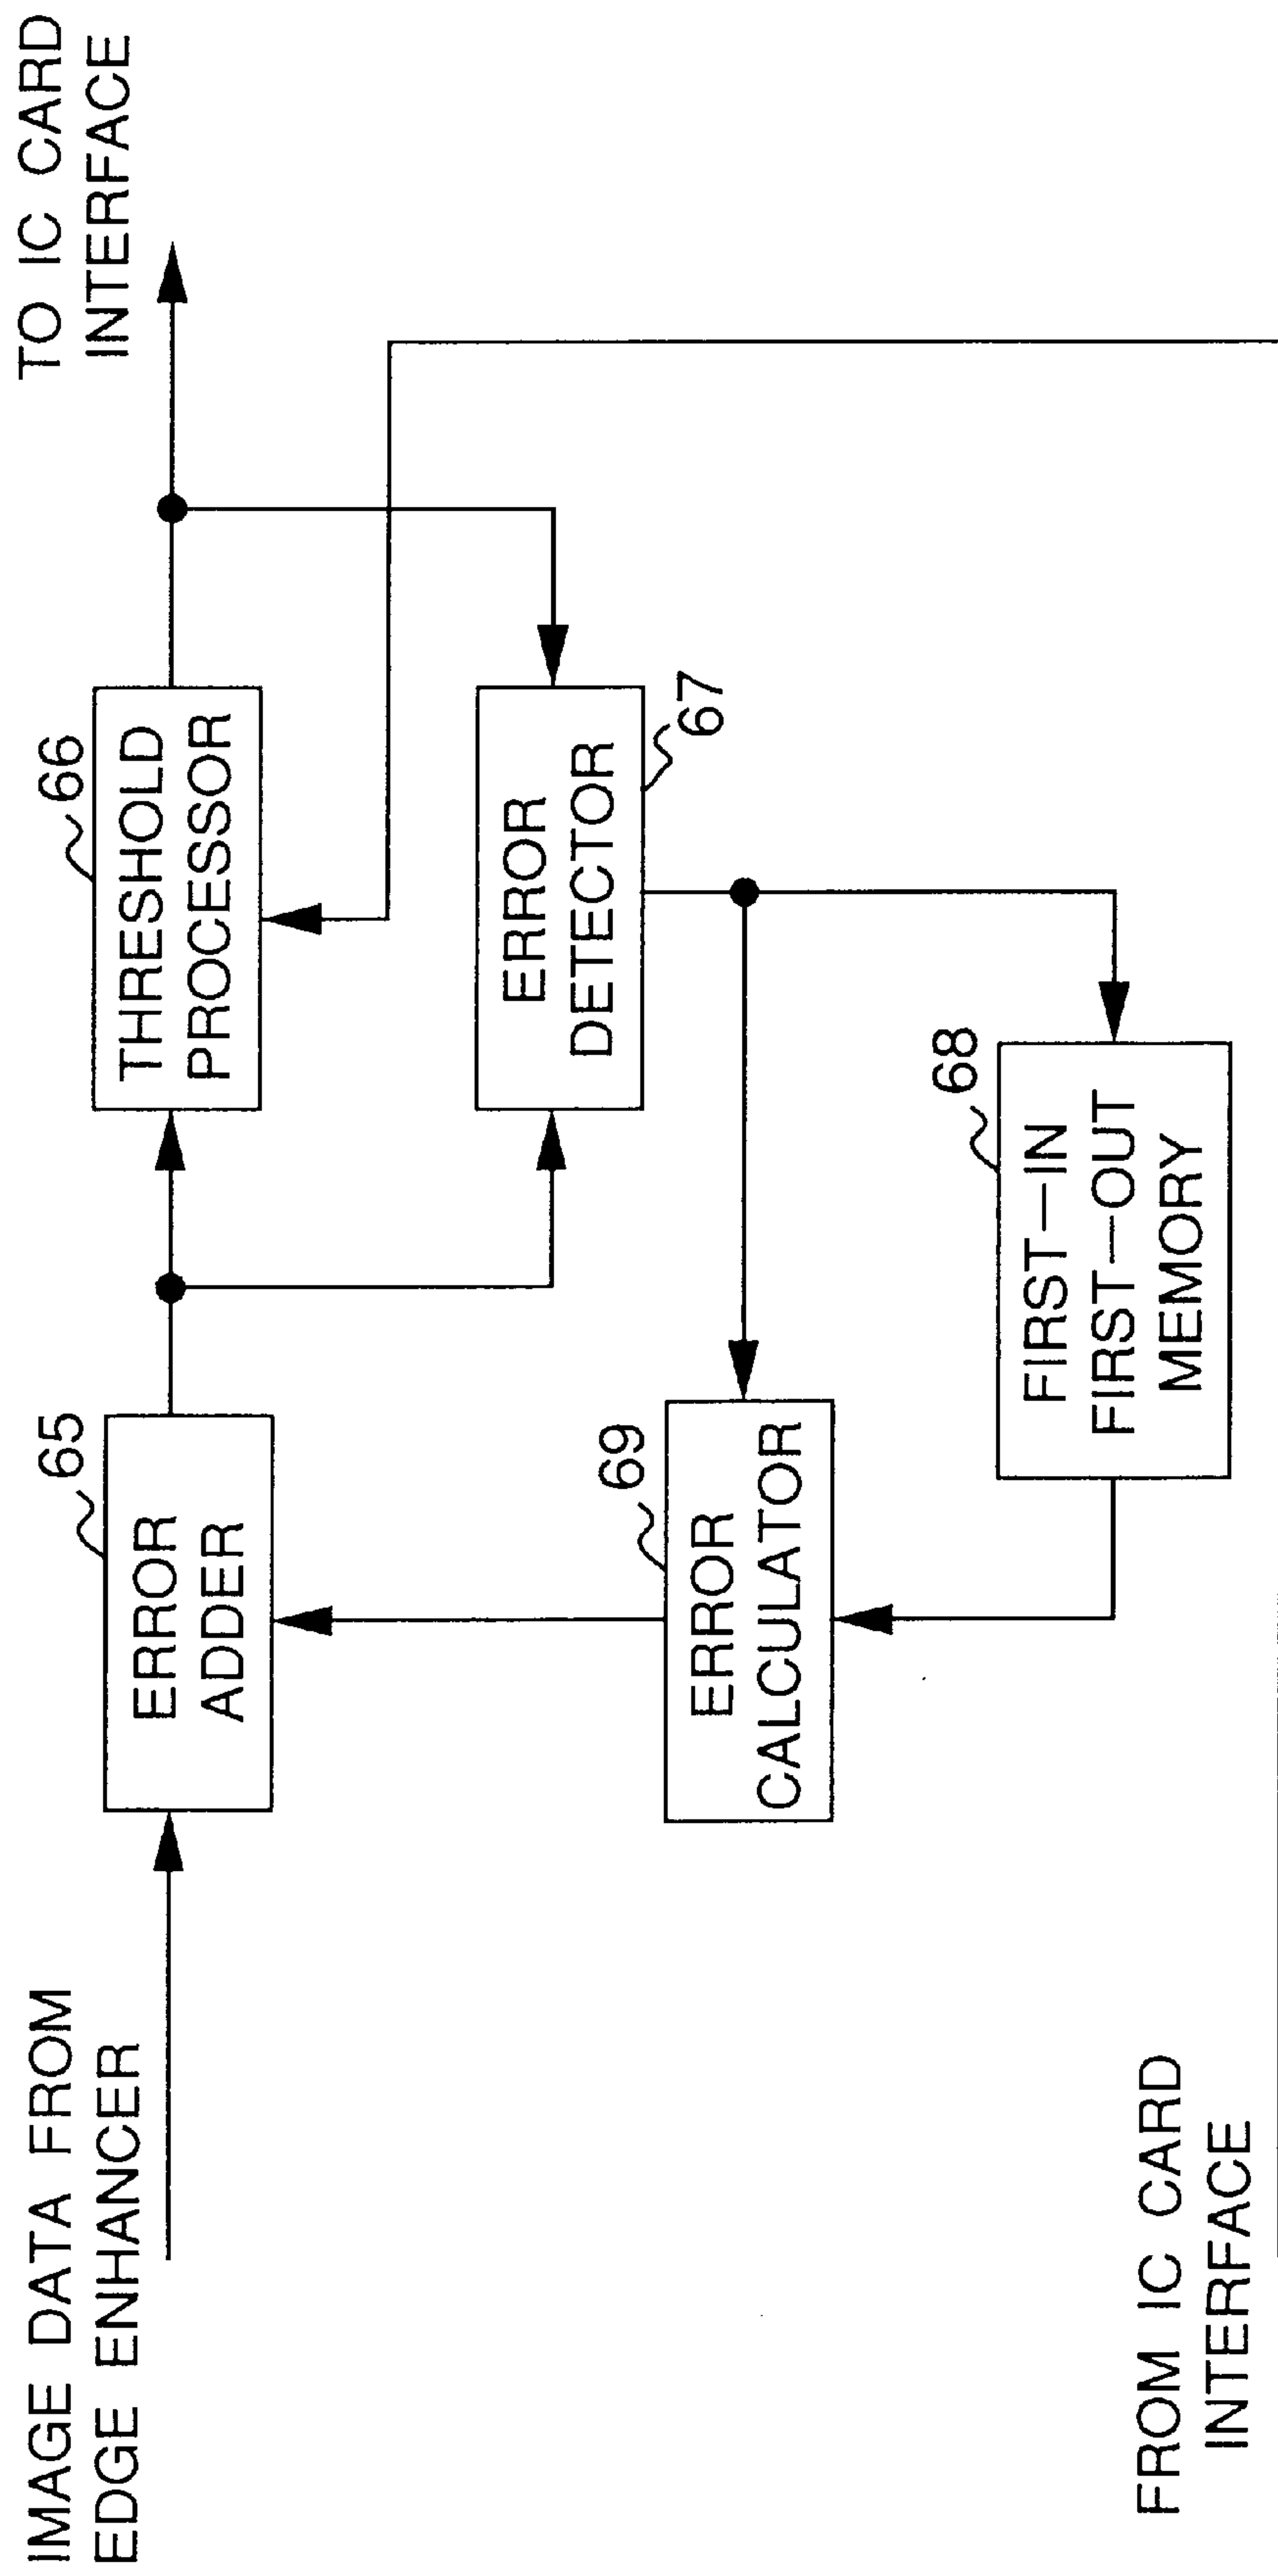 IMAGE DATA FROM
EDGE ENHANCER
65
ERROR
ADDER
66
THRESHOLD
PROCESSOR
TO IC CARD
INTERFACE
67
ERROR
DETECTOR
69
ERROR
CALCULATOR
68
FIRST—IN
FIRST—OUT
MEMORY
FROM IC CARD
INTERFACE